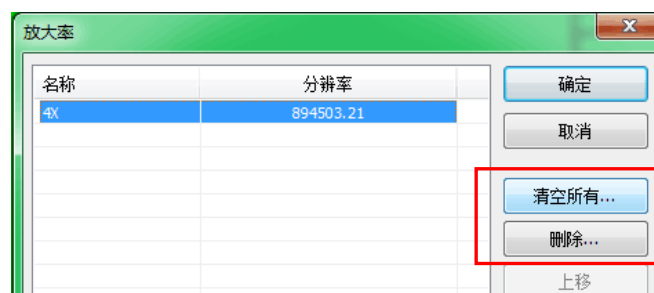 放大率
名称 分辨率
4X 894503.21
确定
取消
清空所有...
删除...
上移